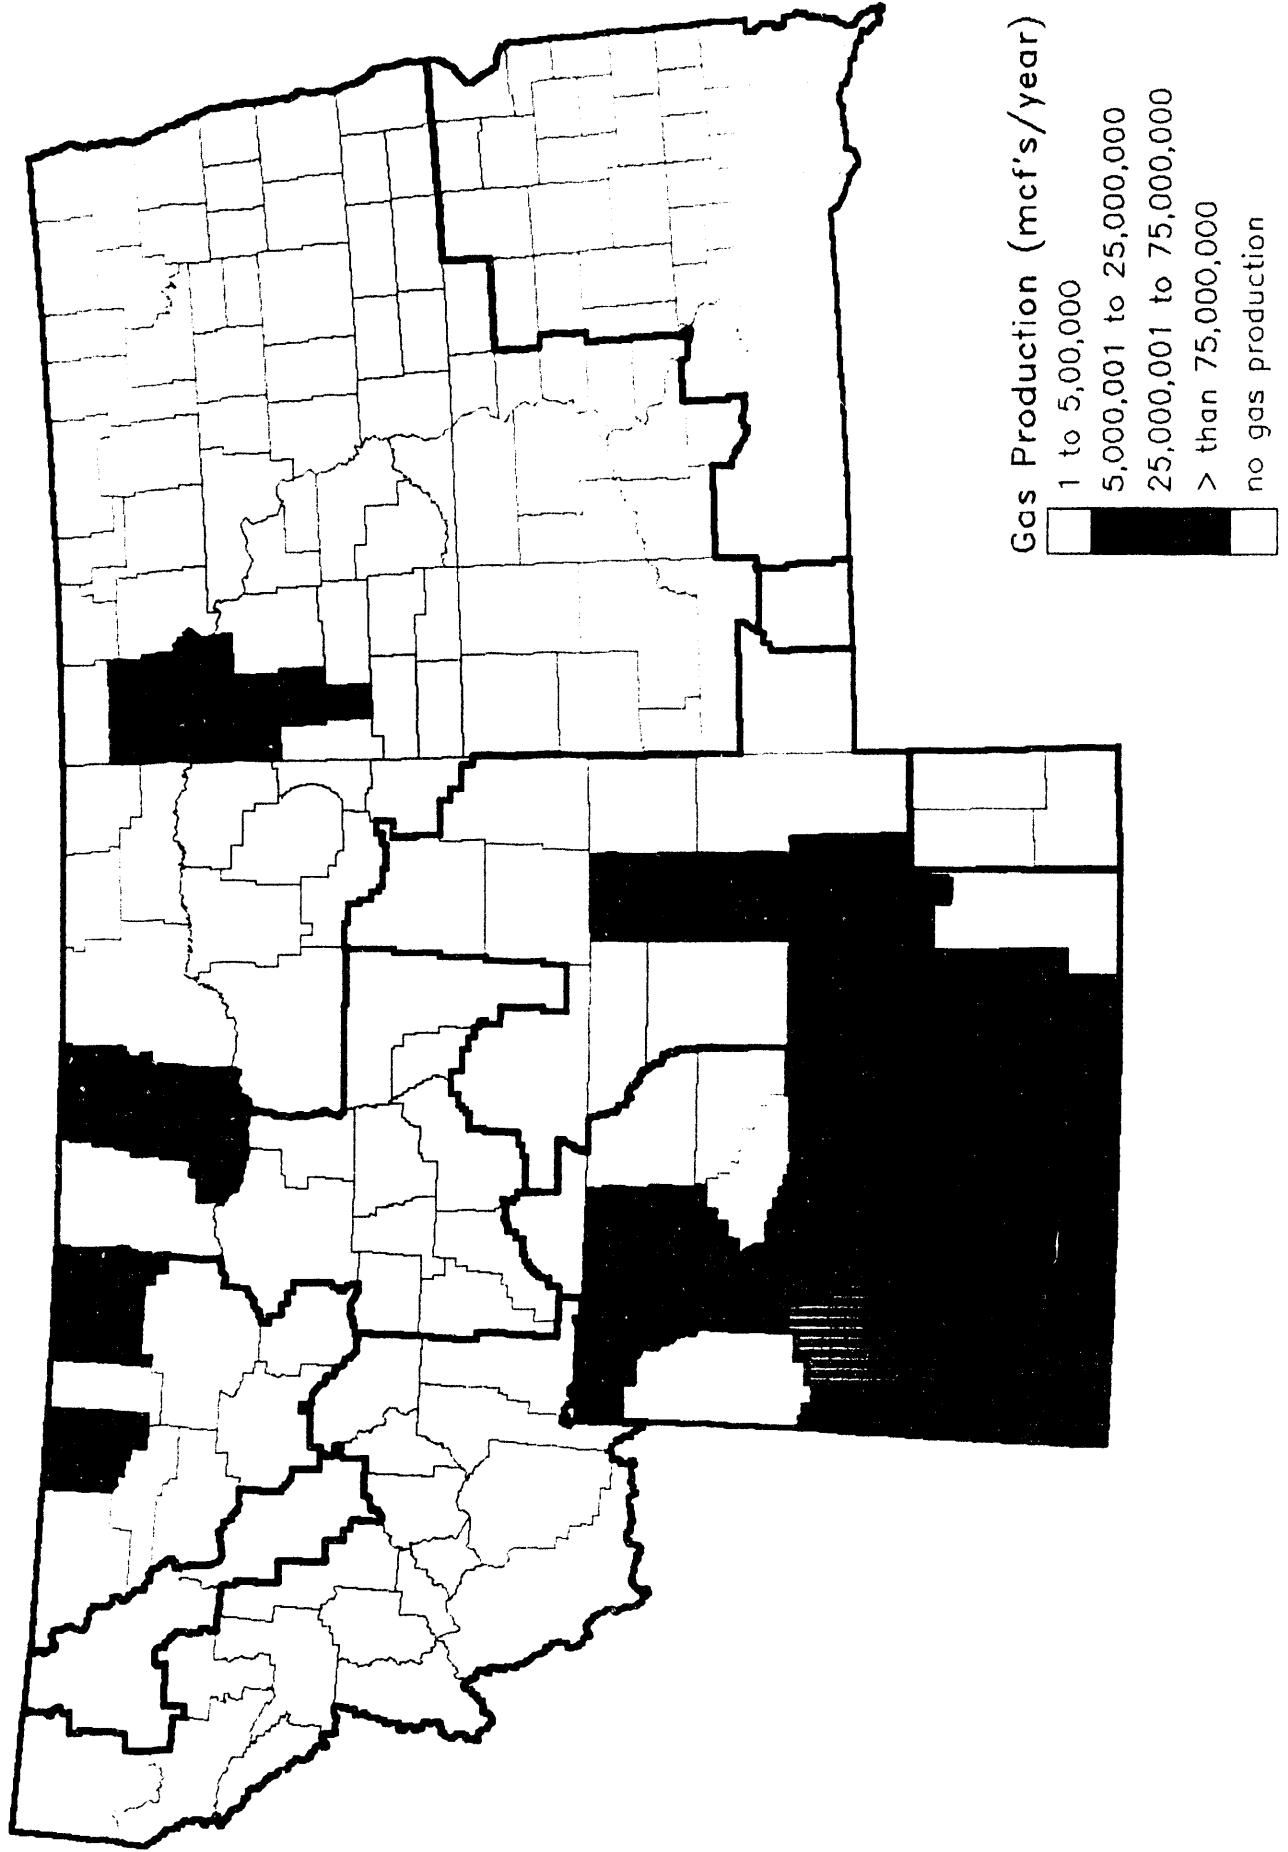 Gas Production (mcf's/year)
1 to 5,00,000
5,000,001 to 25,000,000
25,000,001 to 75,000,000
> than 75,000,000
no gas production